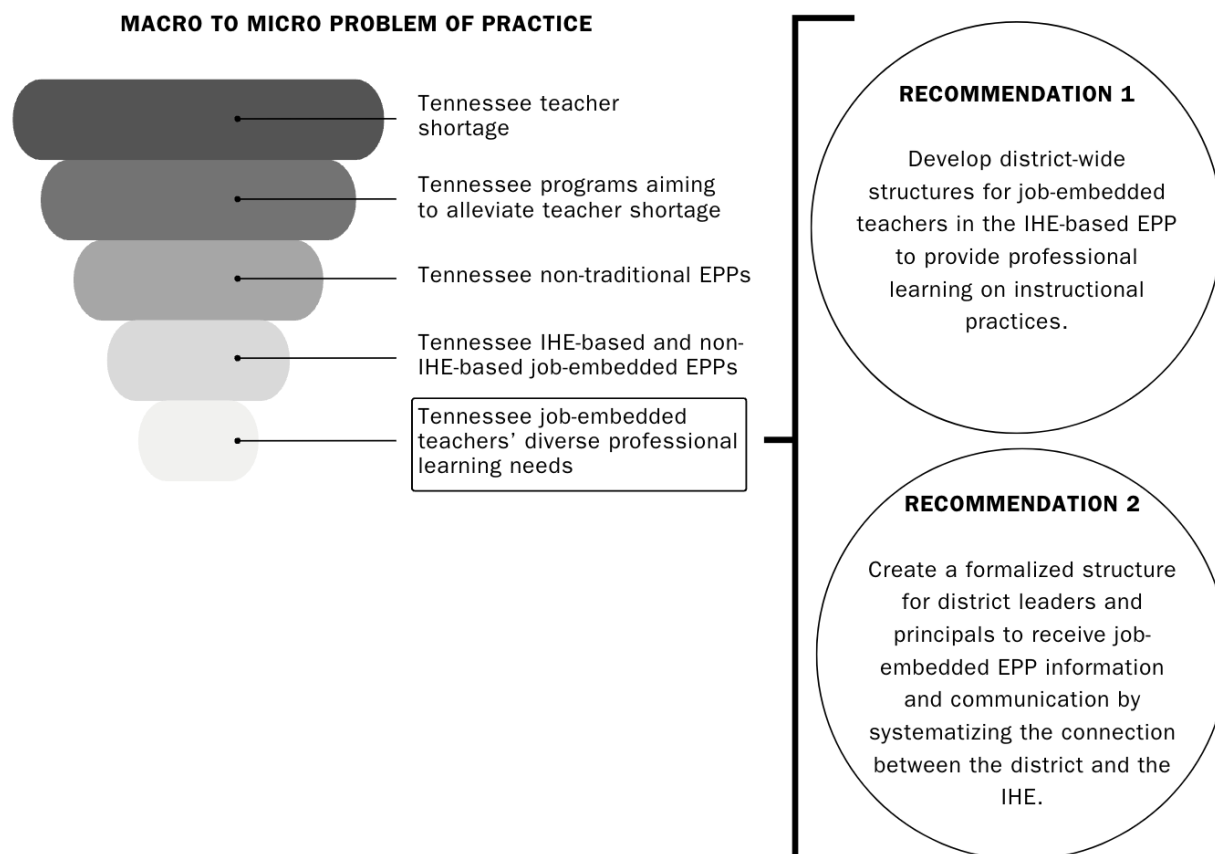 MACRO TO MICRO PROBLEM OF PRACTICE
Tennessee teacher
shortage
Tennessee programs aiming
to alleviate teacher shortage
Tennessee non-traditional EPPs
Tennessee IHE-based and non-
IHE-based job-embedded EPPs
Tennessee job-embedded
teachers’ diverse professional
learning needs
RECOMMENDATION 1
Develop district-wide
structures for job-embedded
teachers in the IHE-based EPP
to provide professional
learning on instructional
practices.
RECOMMENDATION 2
Create a formalized structure
for district leaders and
principals to receive job-
embedded EPP information
and communication by
systematizing the connection
between the district and the
IHE.